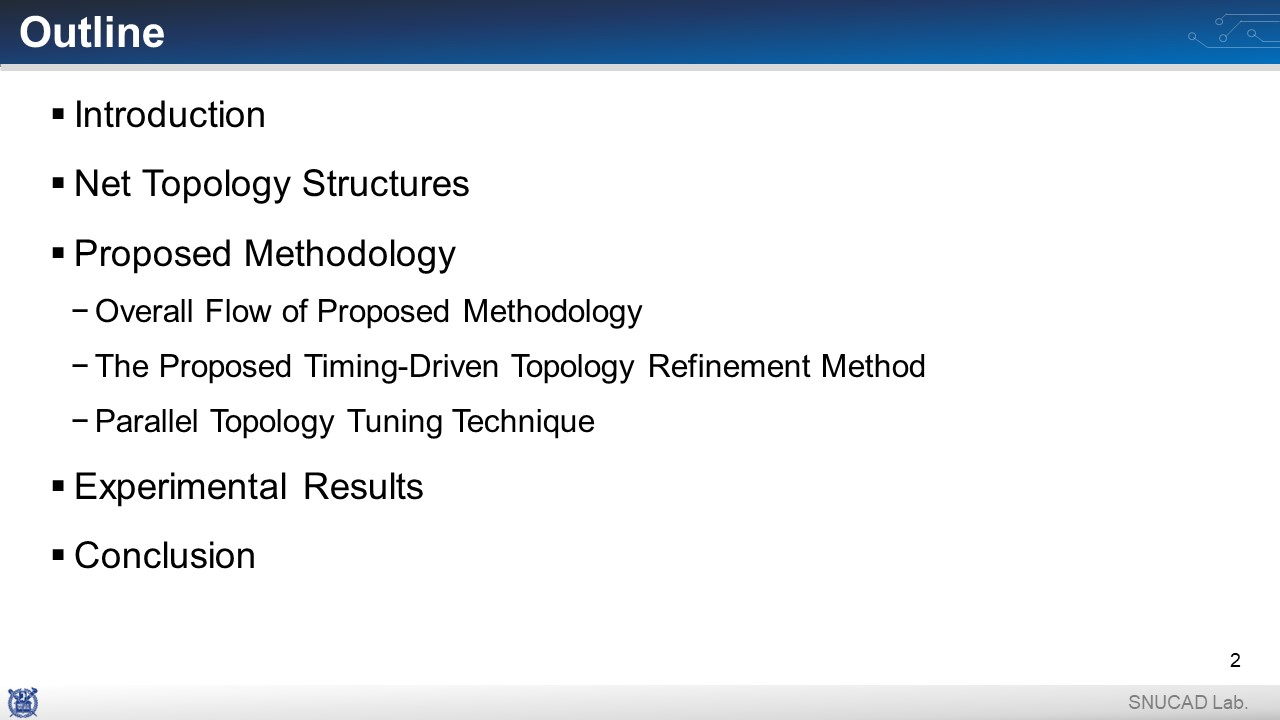 Outline
▪ Introduction
▪ Net Topology Structures
▪ Proposed Methodology
− Overall Flow of Proposed Methodology
− The Proposed Timing-Driven Topology Refinement Method
− Parallel Topology Tuning Technique
▪ Experimental Results
▪ Conclusion
2
SNUCAD Lab.